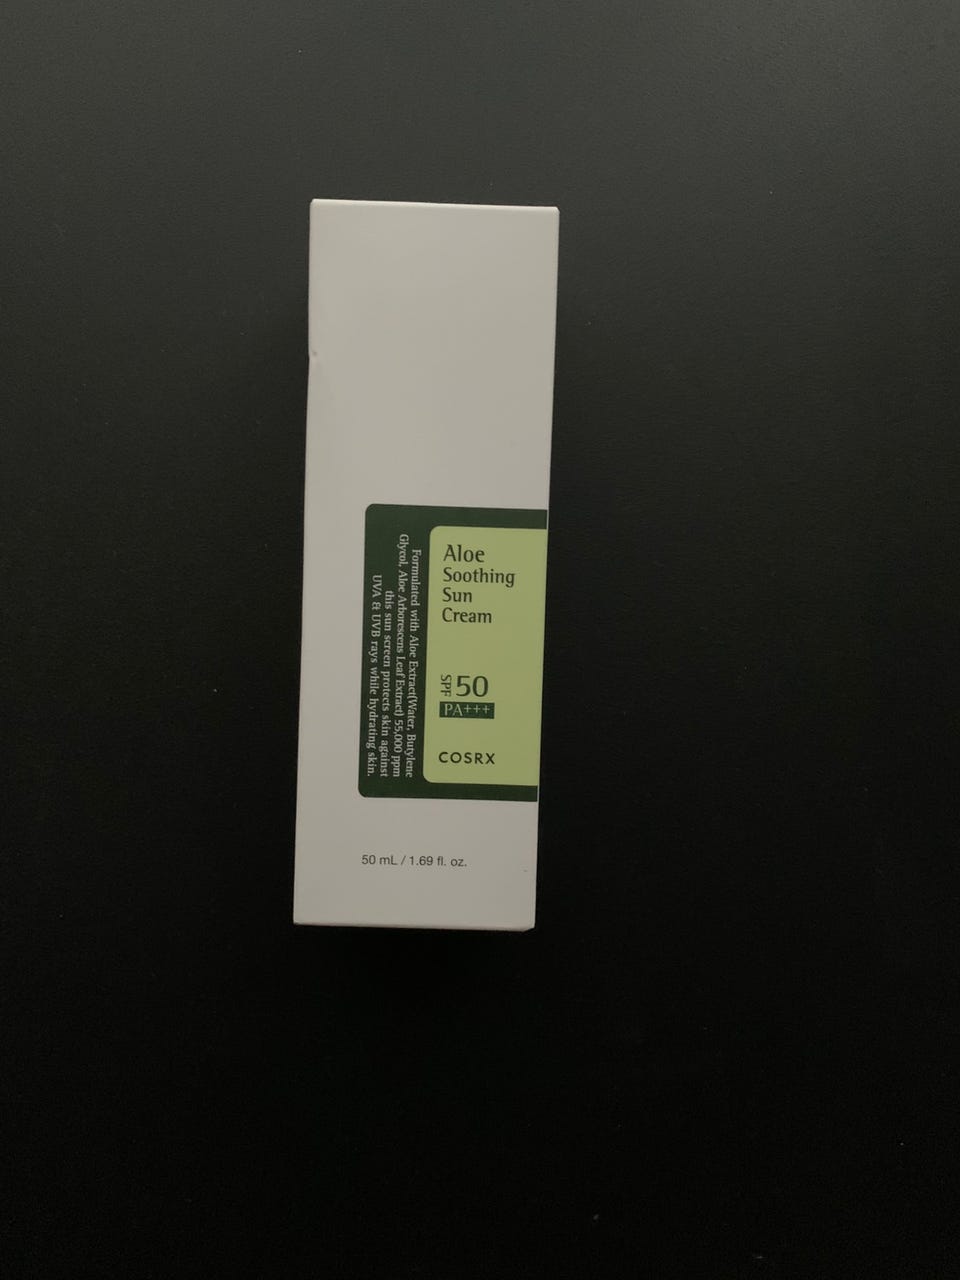 Aloe
Soothing
Sun
Cream
SPF 50
PA+++
COSRX
Formulated with Aloe Extract(Water, Butylene
Glycol, Aloe Arborescens Leaf Extract) 55,000 ppm
this sun screen protects skin against
UVA & UVB rays while hydrating skin.
50 mL / 1.69 fl. oz.